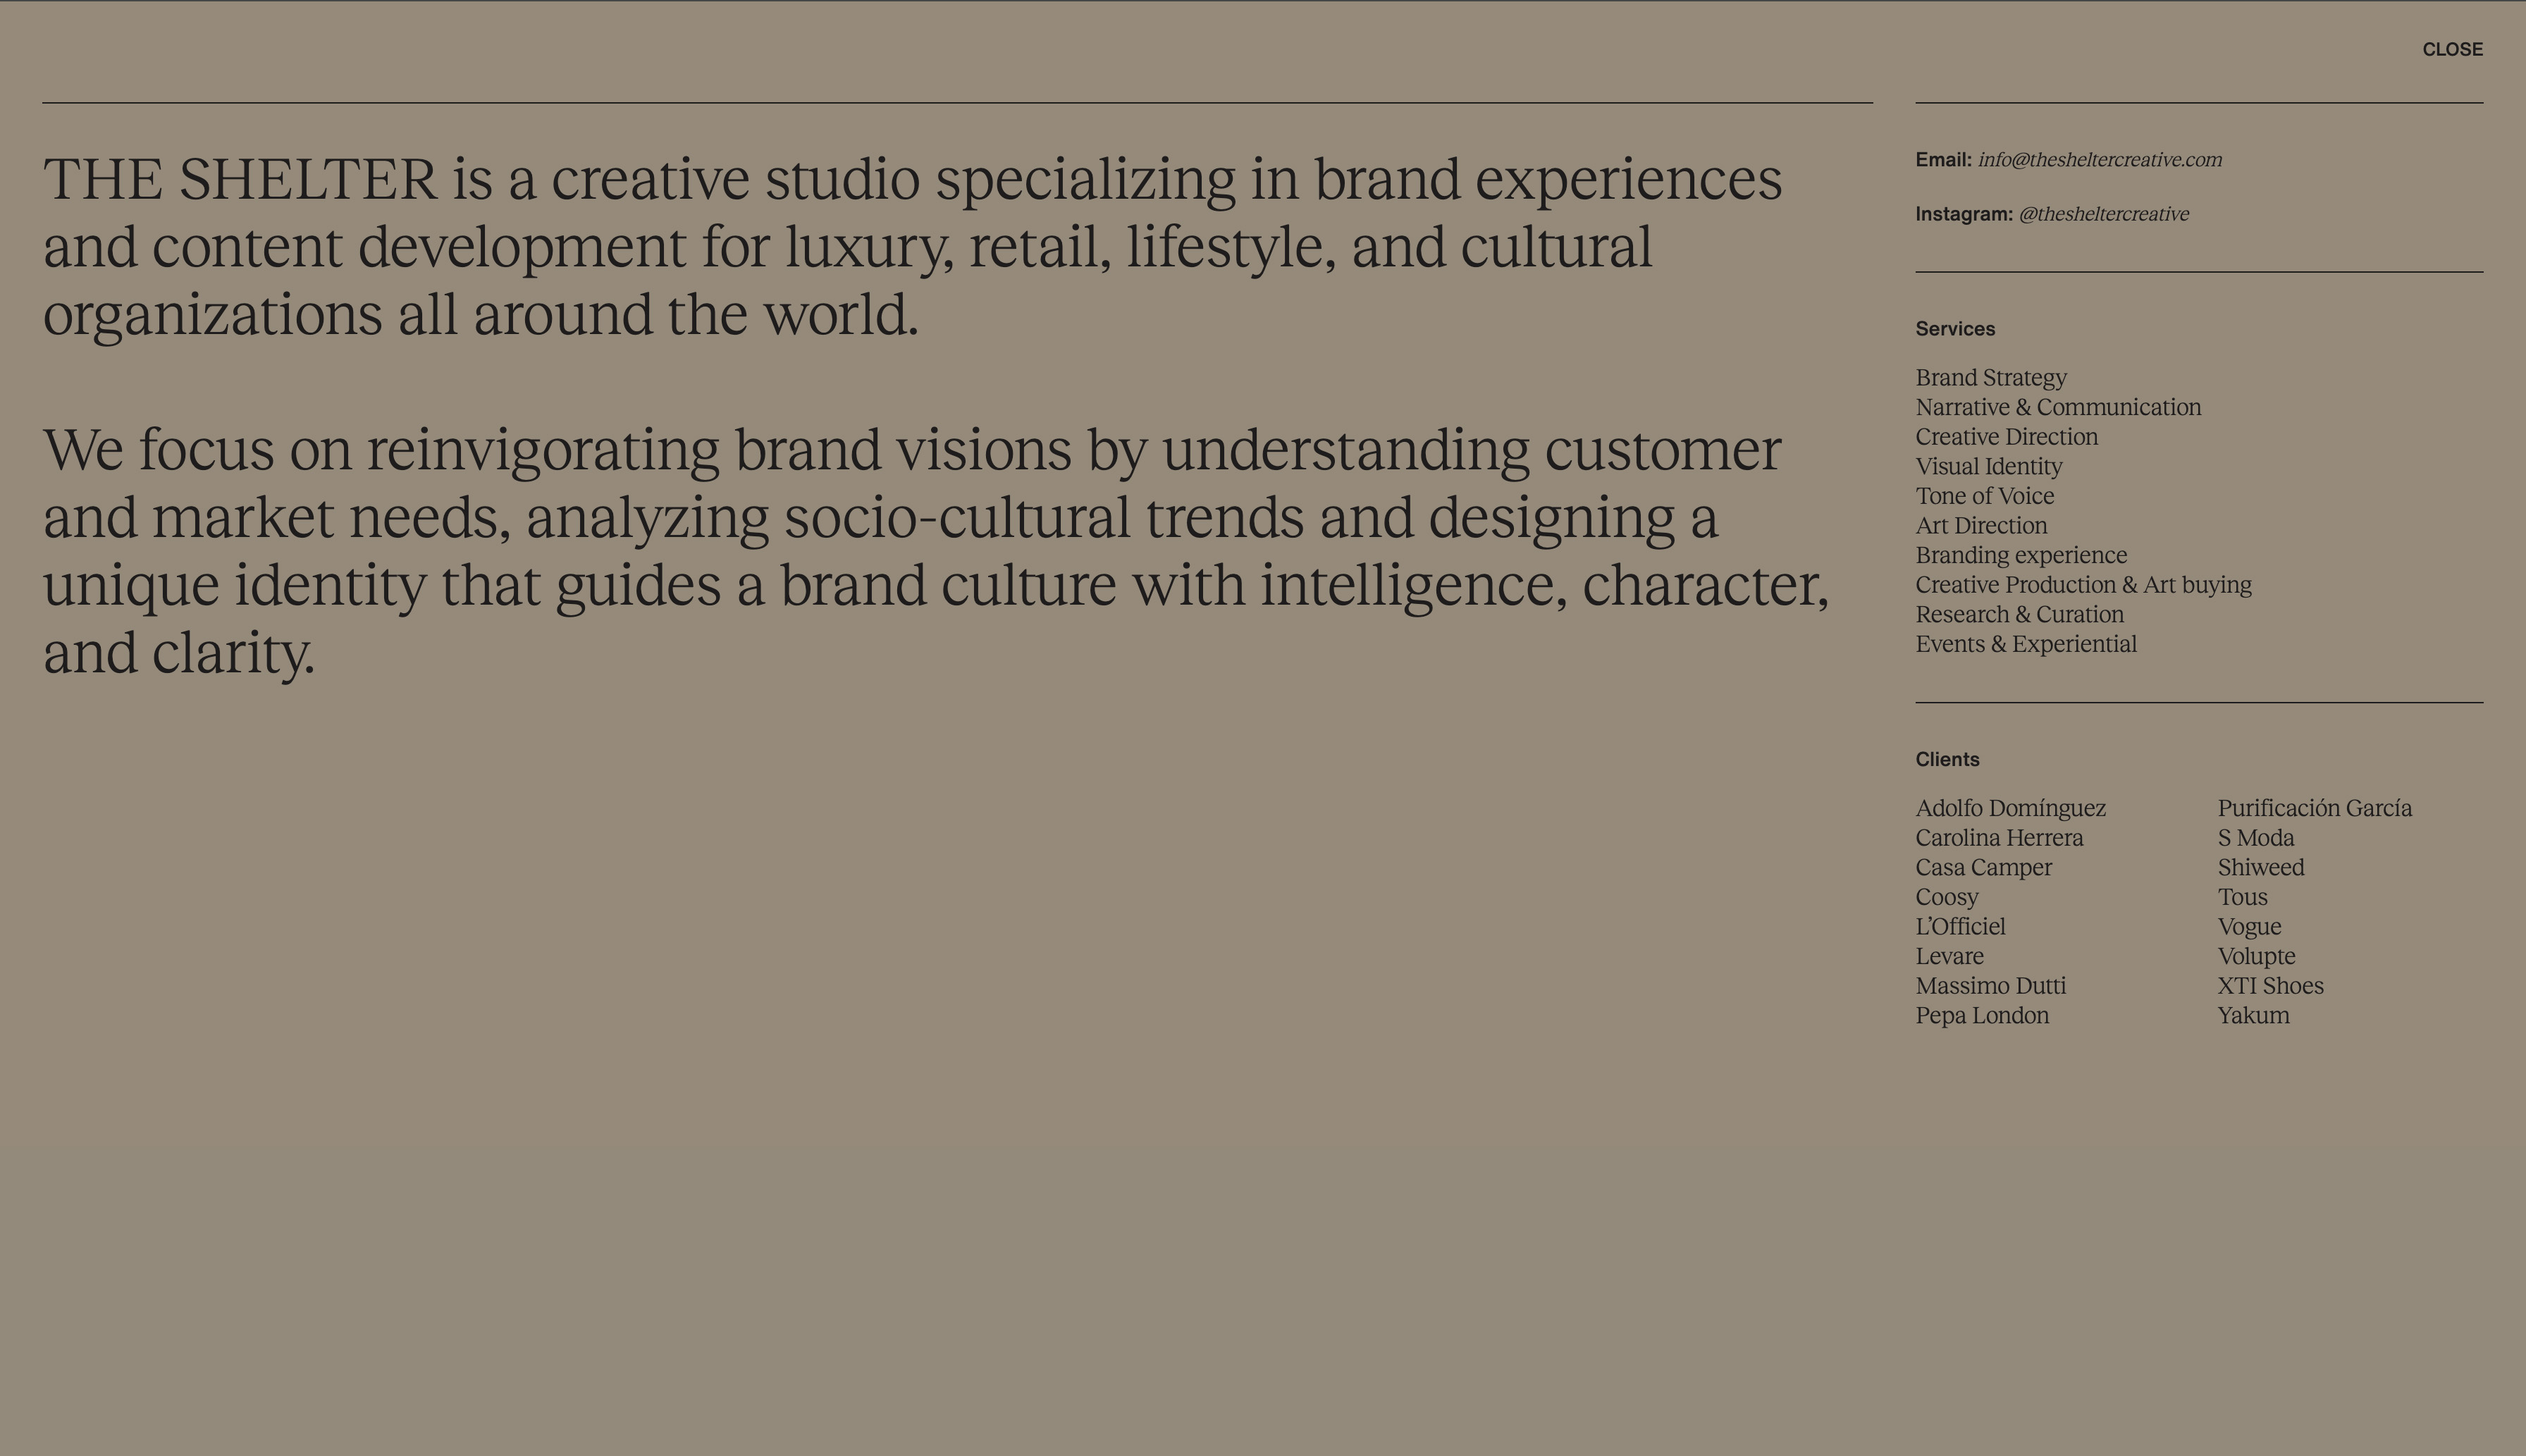 CLOSE
THE SHELTER is a creative studio specializing in brand experiences
and content development for luxury, retail, lifestyle, and cultural
organizations all around the world.
We focus on reinvigorating brand visions by understanding customer
and market needs, analyzing socio-cultural trends and designing a
unique identity that guides a brand culture with intelligence, character,
and clarity.
Email: info@thesheltercreative.com
Instagram: @thesheltercreative
Services
Brand Strategy
Narrative & Communication
Creative Direction
Visual Identity
Tone of Voice
Art Direction
Branding experience
Creative Production & Art buying
Research & Curation
Events & Experiential
Clients
Adolfo Domínguez
Carolina Herrera
Casa Camper
Coosy
L’Officiel
Levare
Massimo Dutti
Pepa London
Purificación García
S Moda
Shiweed
Tous
Vogue
Volupte
XTI Shoes
Yakum